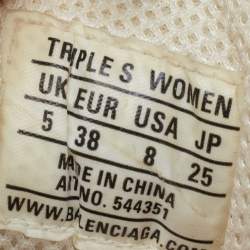 TRIPLE S WOMEN
UK EUR USA JP
5 38 8 25
MADE IN CHINA
ART NO. 544351
WWW.BALENCIAGA.COM